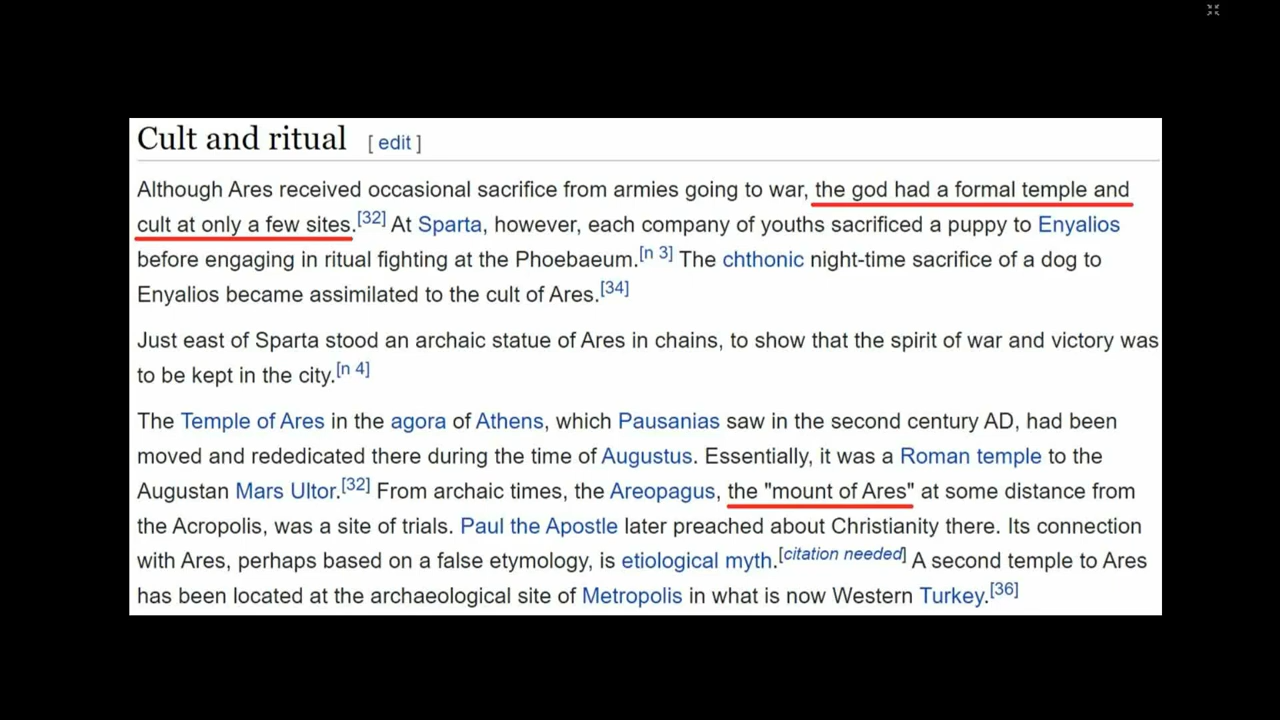 Cult and ritual [ edit ]
Although Ares received occasional sacrifice from armies going to war, the god had a formal temple and
cult at only a few sites.[32] At Sparta, however, each company of youths sacrificed a puppy to Enyalios
before engaging in ritual fighting at the Phoebaeum.[n 3] The chthonic night-time sacrifice of a dog to
Enyalios became assimilated to the cult of Ares.[34]
Just east of Sparta stood an archaic statue of Ares in chains, to show that the spirit of war and victory was
to be kept in the city.[n 4]
The Temple of Ares in the agora of Athens, which Pausanias saw in the second century AD, had been
moved and rededicated there during the time of Augustus. Essentially, it was a Roman temple to the
Augustan Mars Ultor.[32] From archaic times, the Areopagus, the "mount of Ares" at some distance from
the Acropolis, was a site of trials. Paul the Apostle later preached about Christianity there. Its connection
with Ares, perhaps based on a false etymology, is etiological myth.[citation needed] A second temple to Ares
has been located at the archaeological site of Metropolis in what is now Western Turkey.[36]